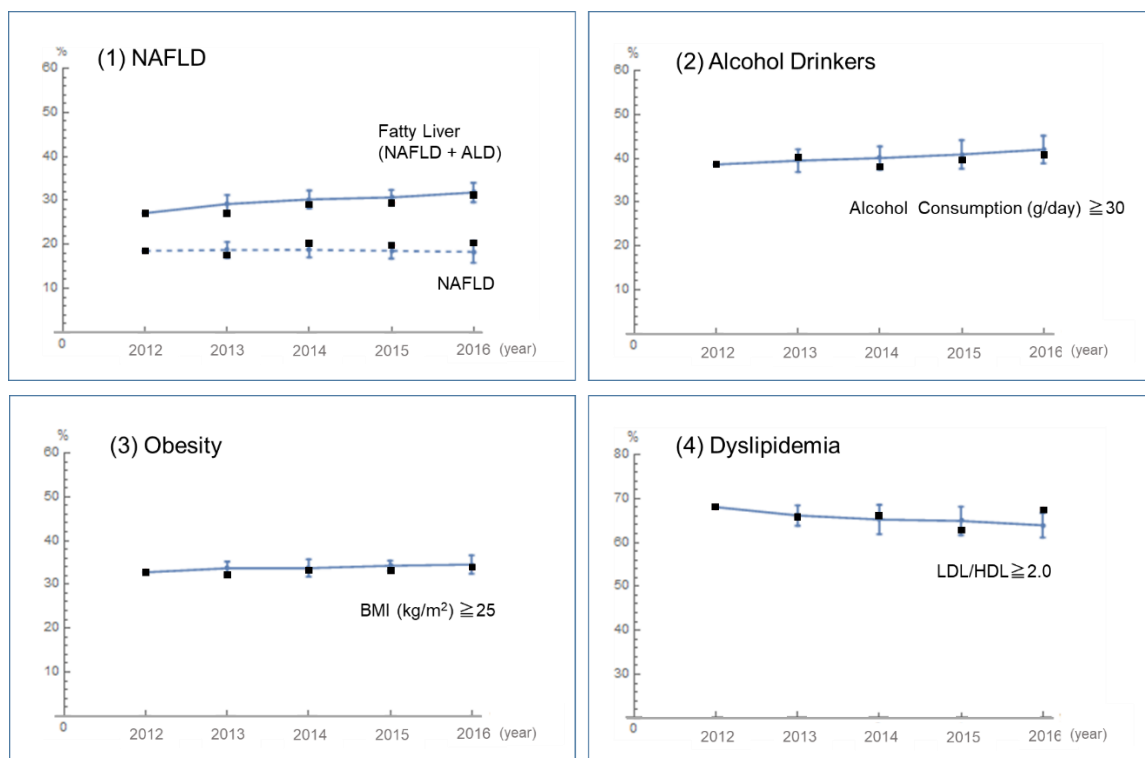 (1) NAFLD
%
60
50
40
30
20
10
0
Fatty Liver
(NAFLD + ALD)
NAFLD
2012 2013 2014 2015 2016 (year)
(2) Alcohol Drinkers
%
60
50
40
30
20
10
0
Alcohol Consumption (g/day) ≧30
2012 2013 2014 2015 2016 (year)
(3) Obesity
%
60
50
40
30
20
10
0
BMI (kg/m²) ≧25
2012 2013 2014 2015 2016 (year)
(4) Dyslipidemia
%
80
70
60
50
40
30
0
LDL/HDL≧2.0
2012 2013 2014 2015 2016 (year)